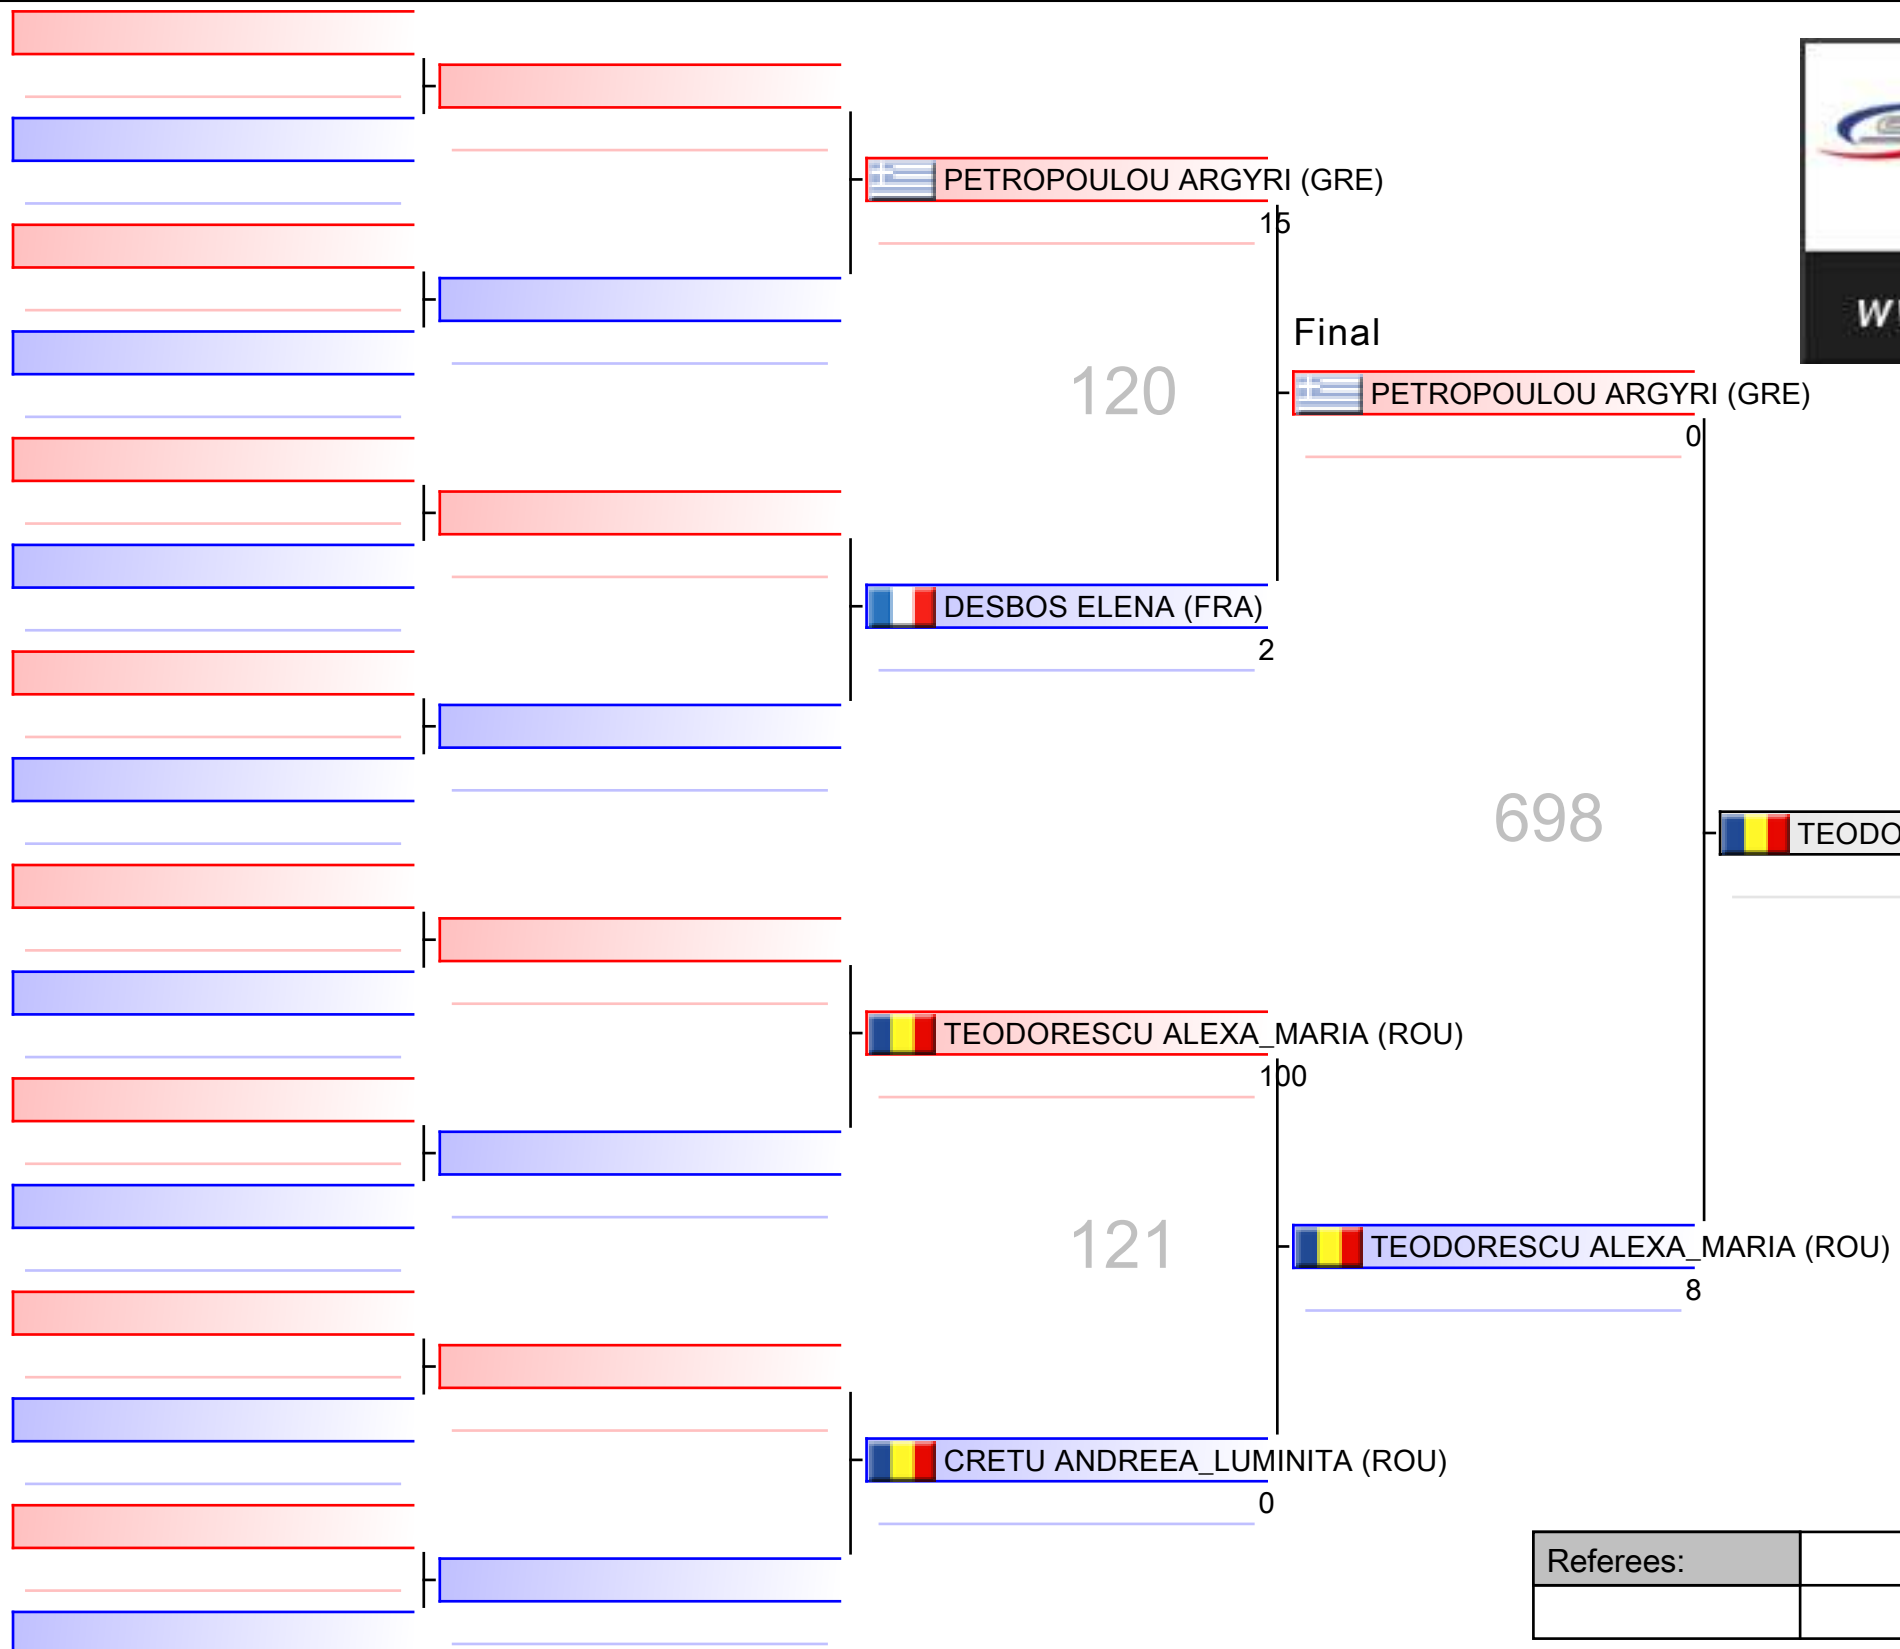 PETROPOULOU ARGYRI (GRE)
15
Final
120
PETROPOULOU ARGYRI (GRE)
0
DESBOS ELENA (FRA)
2
698
TEODO
TEODORESCU ALEXA_MARIA (ROU)
100
121
TEODORESCU ALEXA_MARIA (ROU)
8
CRETU ANDREEA_LUMINITA (ROU)
0
Referees: